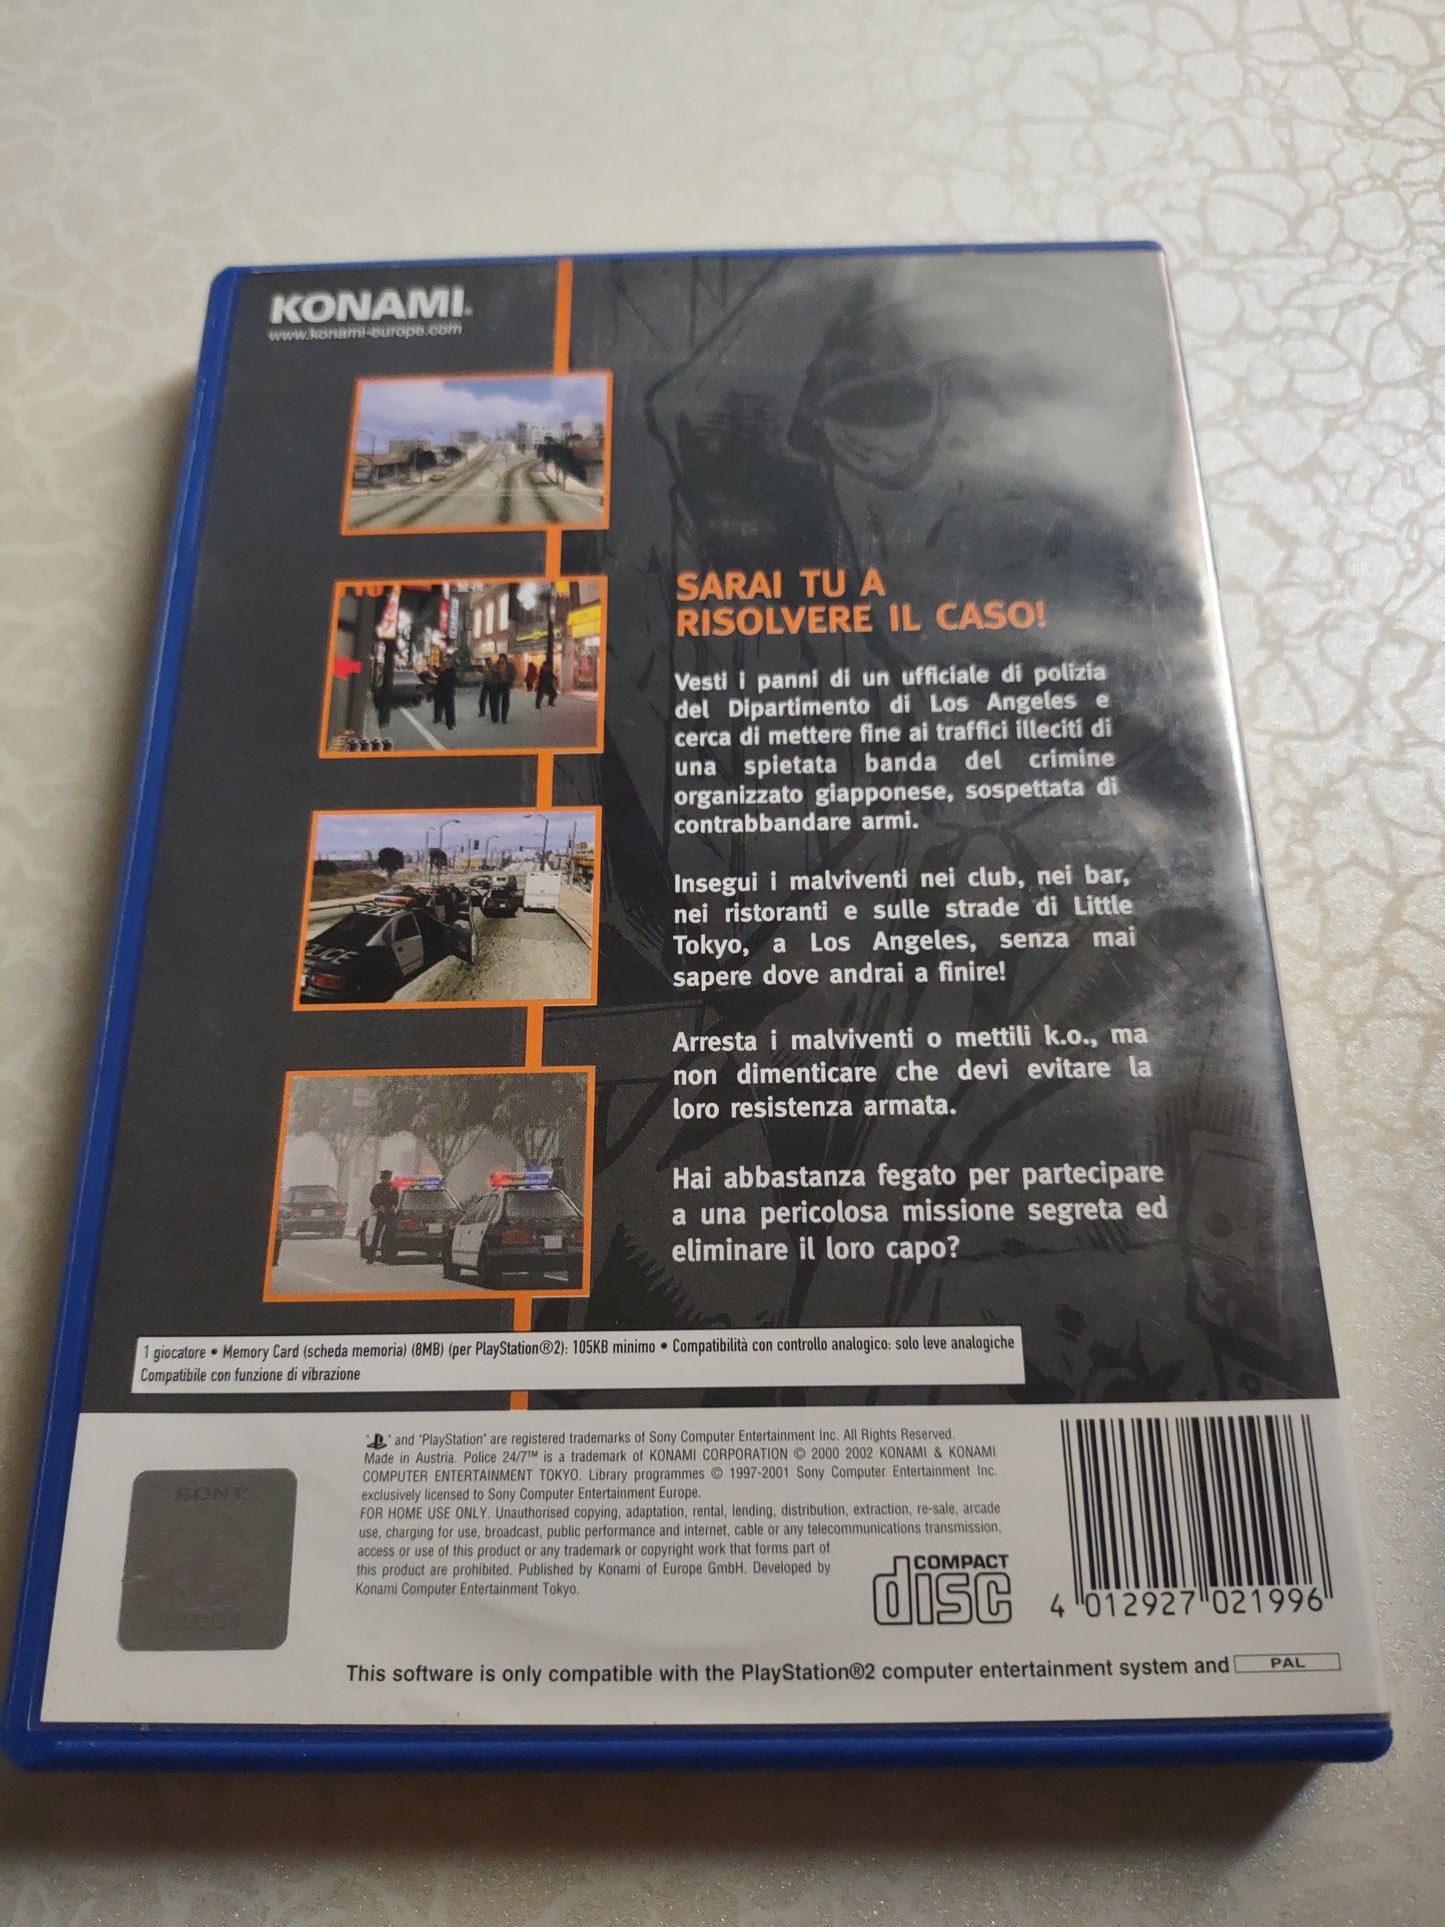 KONAMI
www.konami-europe.com
SARAI TU A
RISOLVERE IL CASO!
Vesti i panni di un ufficiale di polizia
del Dipartimento di Los Angeles e
cerca di mettere fine ai traffici illeciti di
una spietata banda del crimine
organizzato giapponese, sospettata di
contrabbandare armi.
Insegui i malviventi nei club, nei bar,
nei ristoranti e sulle strade di Little
Tokyo, a Los Angeles, senza mai
sapere dove andrai a finire!
Arresta i malviventi o mettili k.o., ma
non dimenticare che devi evitare la
loro resistenza armata.
Hai abbastanza fegato per partecipare
a una pericolosa missione segreta ed
eliminare il loro capo?
POLICE
1 giocatore • Memory Card (scheda memoria) (8MB) (per PlayStation®2): 105KB minimo • Compatibilità con controllo analogico: solo leve analogiche
Compatibile con funzione di vibrazione
" " and "PlayStation" are registered trademarks of Sony Computer Entertainment Inc. All Rights Reserved.
Made in Austria. Police 24/7™ is a trademark of KONAMI CORPORATION © 2000 2002 KONAMI & KONAMI
COMPUTER ENTERTAINMENT TOKYO. Library programmes © 1997-2001 Sony Computer Entertainment Inc.
exclusively licensed to Sony Computer Entertainment Europe.
FOR HOME USE ONLY. Unauthorised copying, adaptation, rental, lending, distribution, extraction, re-sale, arcade
use, charging for use, broadcast, public performance and internet, cable or any telecommunications transmission,
access or use of this product or any trademark or copyright work that forms part of
this product are prohibited. Published by Konami of Europe GmbH. Developed by
Konami Computer Entertainment Tokyo.
SONY
COMPACT
disc
4 012927 021996
This software is only compatible with the PlayStation®2 computer entertainment system and PAL